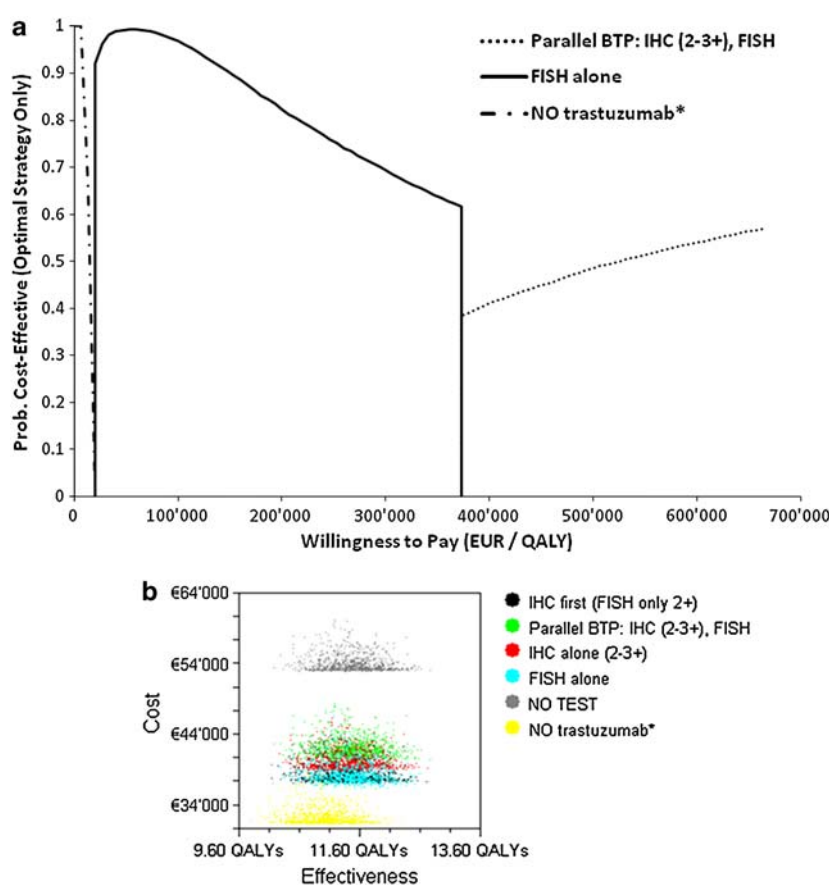 a
Prob. Cost-Effective (Optimal Strategy Only)
1
0.9
0.8
0.7
0.6
0.5
0.4
0.3
0.2
0.1
0
Parallel BTP: IHC (2-3+), FISH
FISH alone
NO trastuzumab*
0 100'000 200'000 300'000 400'000 500'000 600'000 700'000
Willingness to Pay (EUR / QALY)
b
Cost
€64'000
€54'000
€44'000
€34'000
9.60 QALYs 11.60 QALYs 13.60 QALYs
Effectiveness
IHC first (FISH only 2+)
Parallel BTP: IHC (2-3+), FISH
IHC alone (2-3+)
FISH alone
NO TEST
NO trastuzumab*